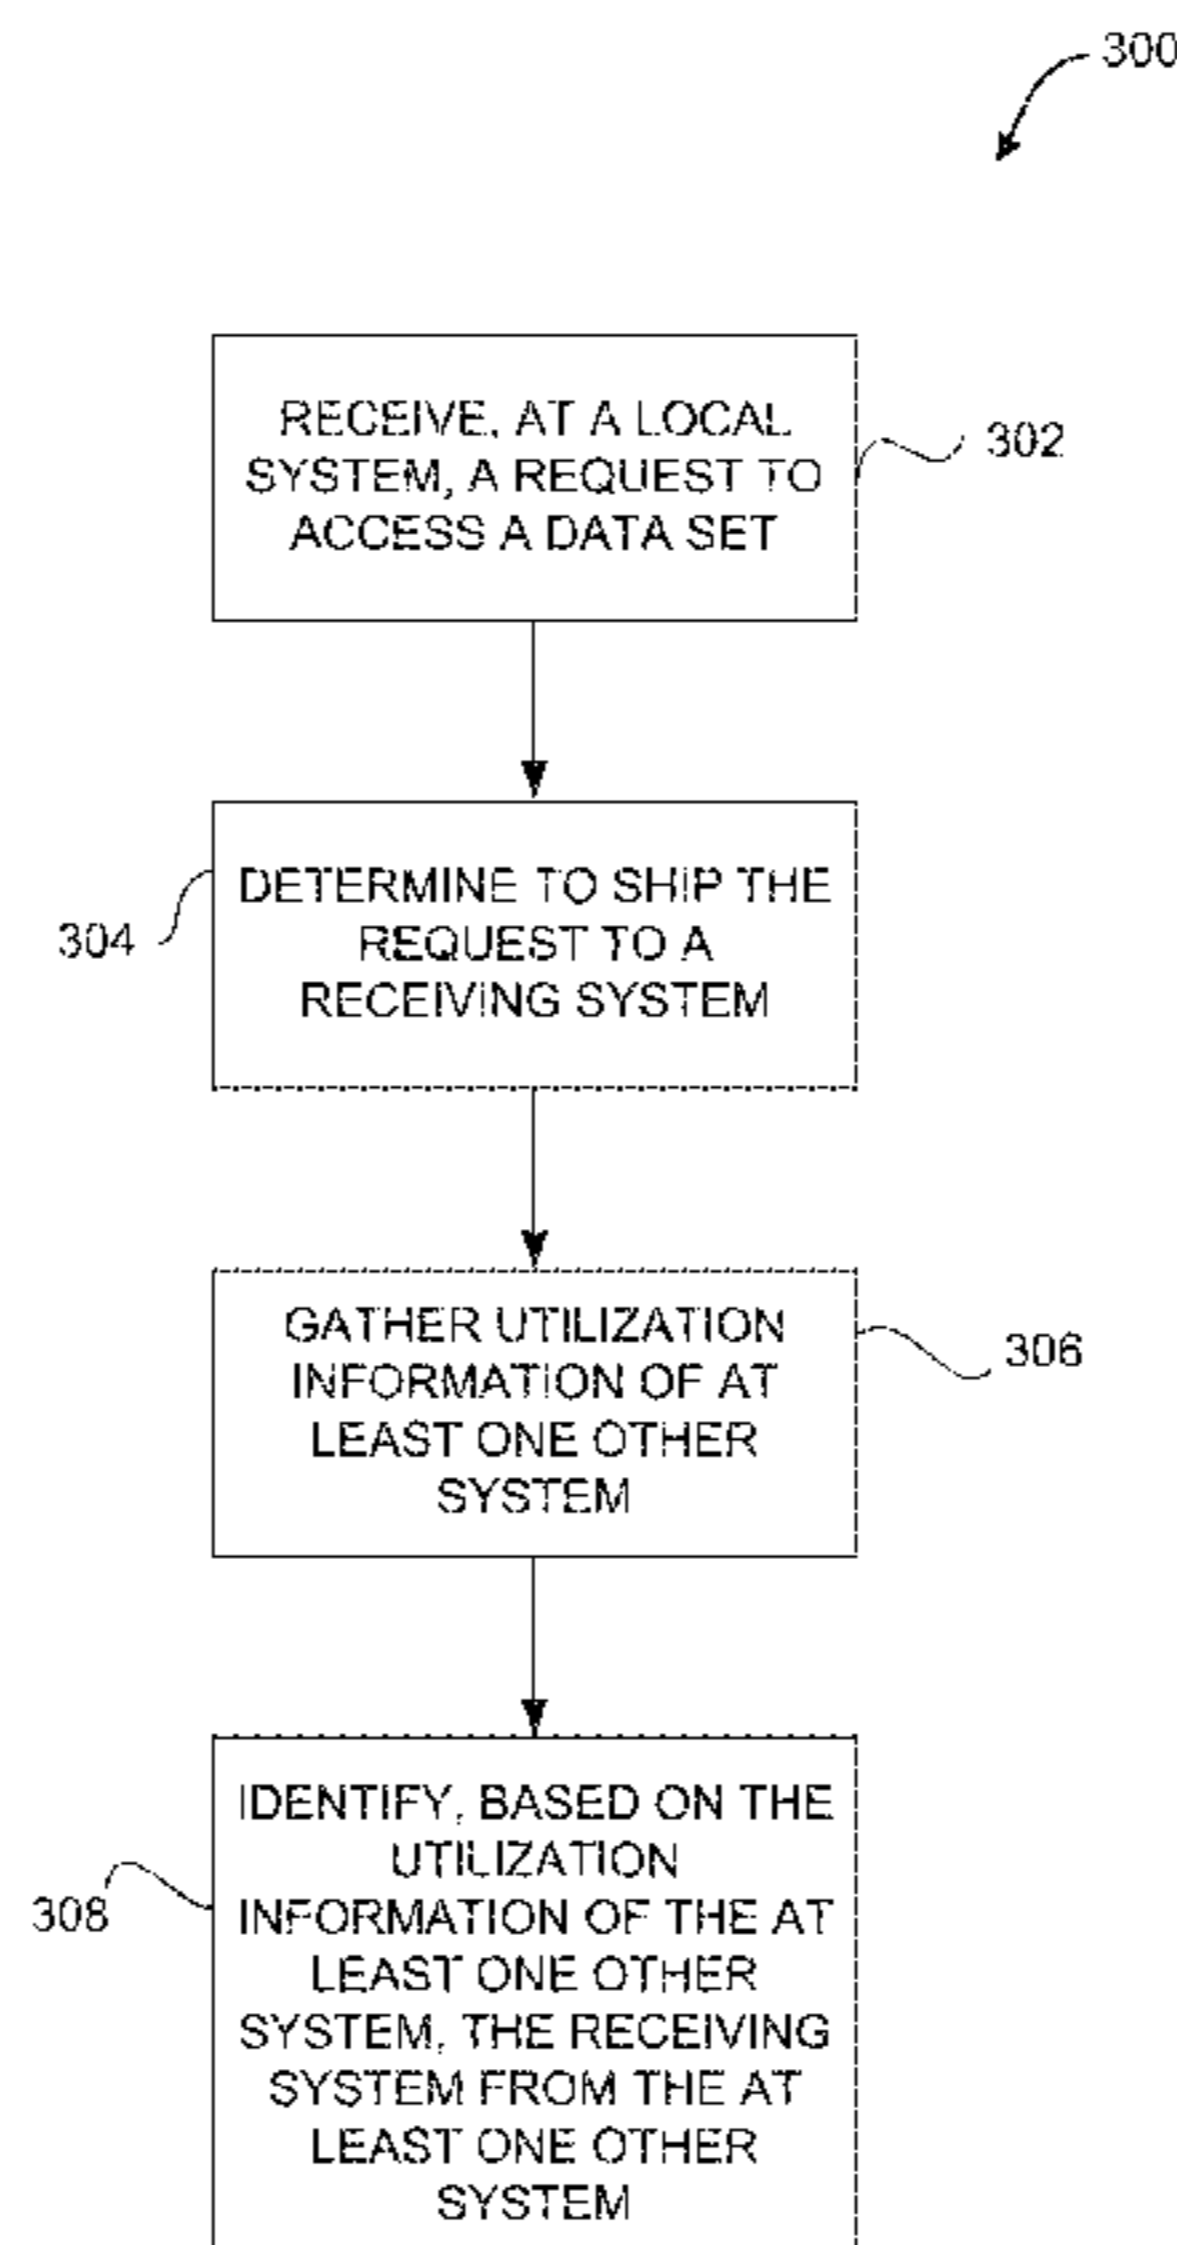 300
RECEIVE, AT A LOCAL
SYSTEM, A REQUEST TO
ACCESS A DATA SET
302
DETERMINE TO SHIP THE
REQUEST TO A
RECEIVING SYSTEM
304
GATHER UTILIZATION
INFORMATION OF AT
LEAST ONE OTHER
SYSTEM
306
IDENTIFY, BASED ON THE
UTILIZATION
INFORMATION OF THE AT
LEAST ONE OTHER
SYSTEM, THE RECEIVING
SYSTEM FROM THE AT
LEAST ONE OTHER
SYSTEM
308